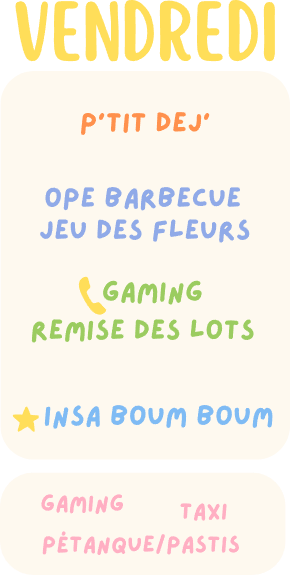 VENDREDI
P'TIT DEJ'
OPE BARBECUE
JEU DES FLEURS
GAMING
REMISE DES LOTS
INSA BOUM BOUM
GAMING TAXI
PÉTANQUE/PASTIS